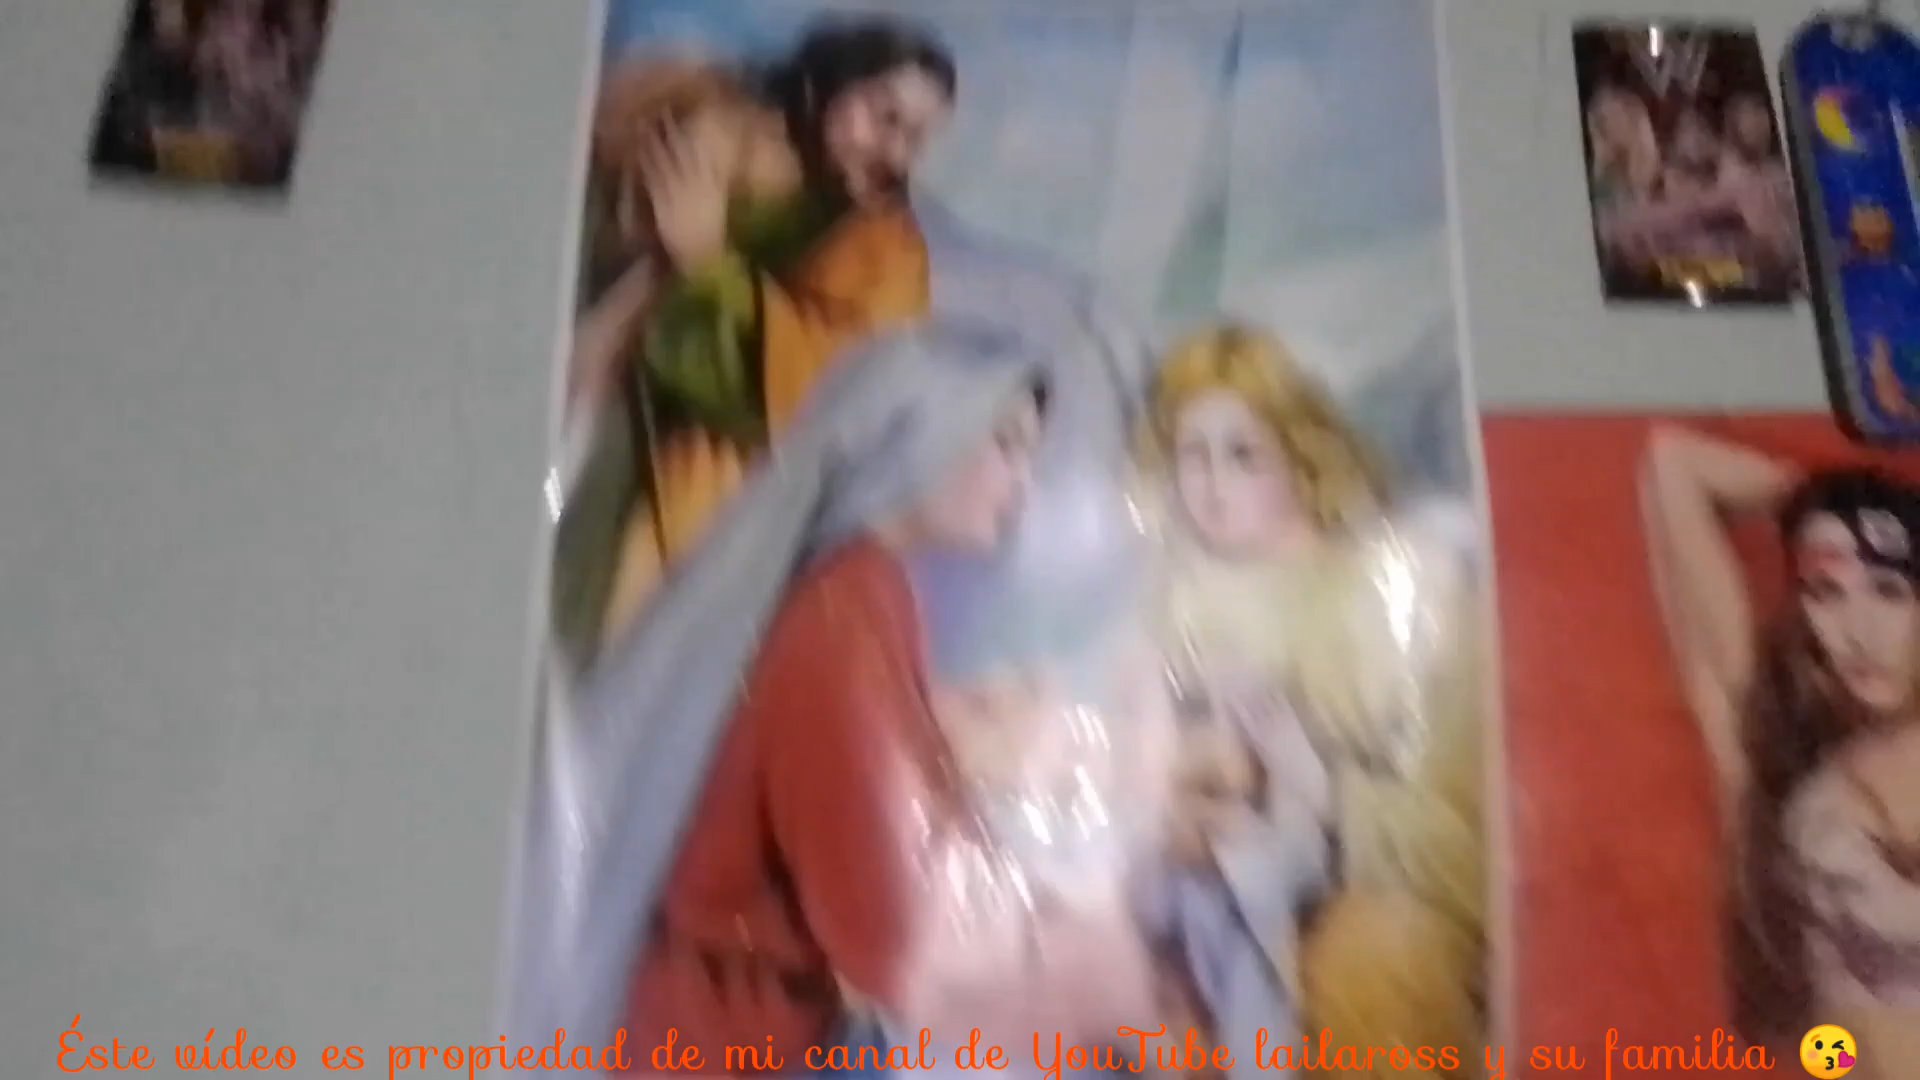 Éste vídeo es propiedad de mi canal de YouTube lailaross y su familia 😘